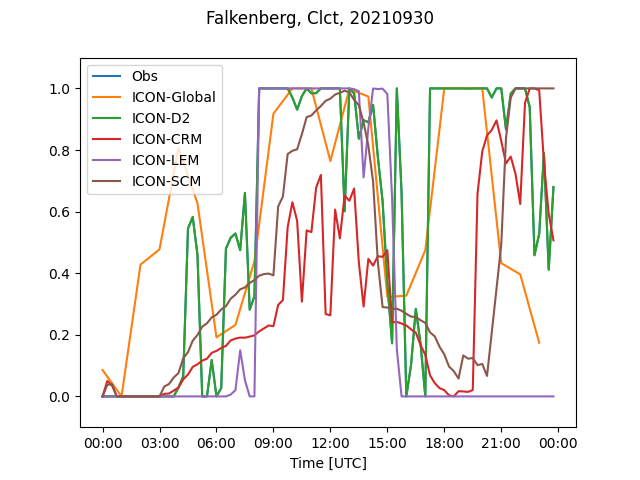 Falkenberg, Clct, 20210930
Obs
ICON-Global
ICON-D2
ICON-CRM
ICON-LEM
ICON-SCM
1.0
0.8
0.6
0.4
0.2
0.0
00:00 03:00 06:00 09:00 12:00 15:00 18:00 21:00 00:00
Time [UTC]